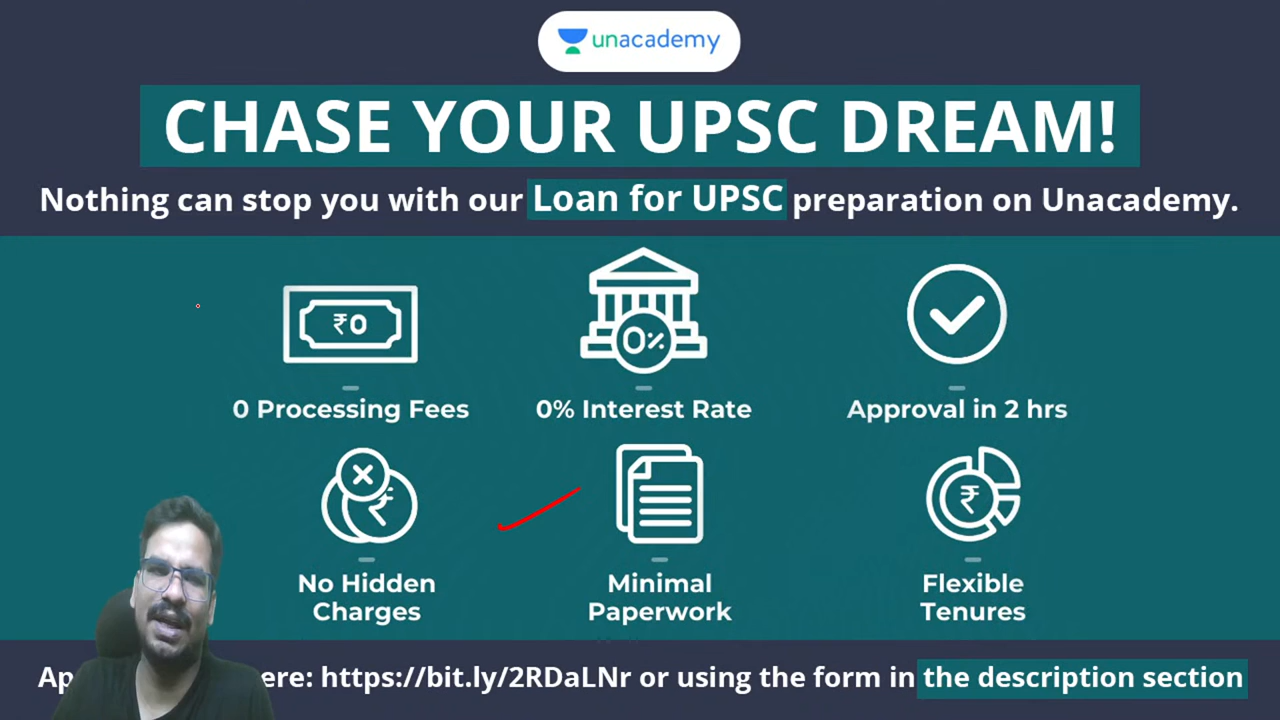 unacademy
CHASE YOUR UPSC DREAM!
Nothing can stop you with our Loan for UPSC preparation on Unacademy.
₹0
0%
0 Processing Fees
0% Interest Rate
Approval in 2 hrs
₹
₹
No Hidden
Charges
Minimal
Paperwork
Flexible
Tenures
Ap ere: https://bit.ly/2RDaLNr or using the form in the description section